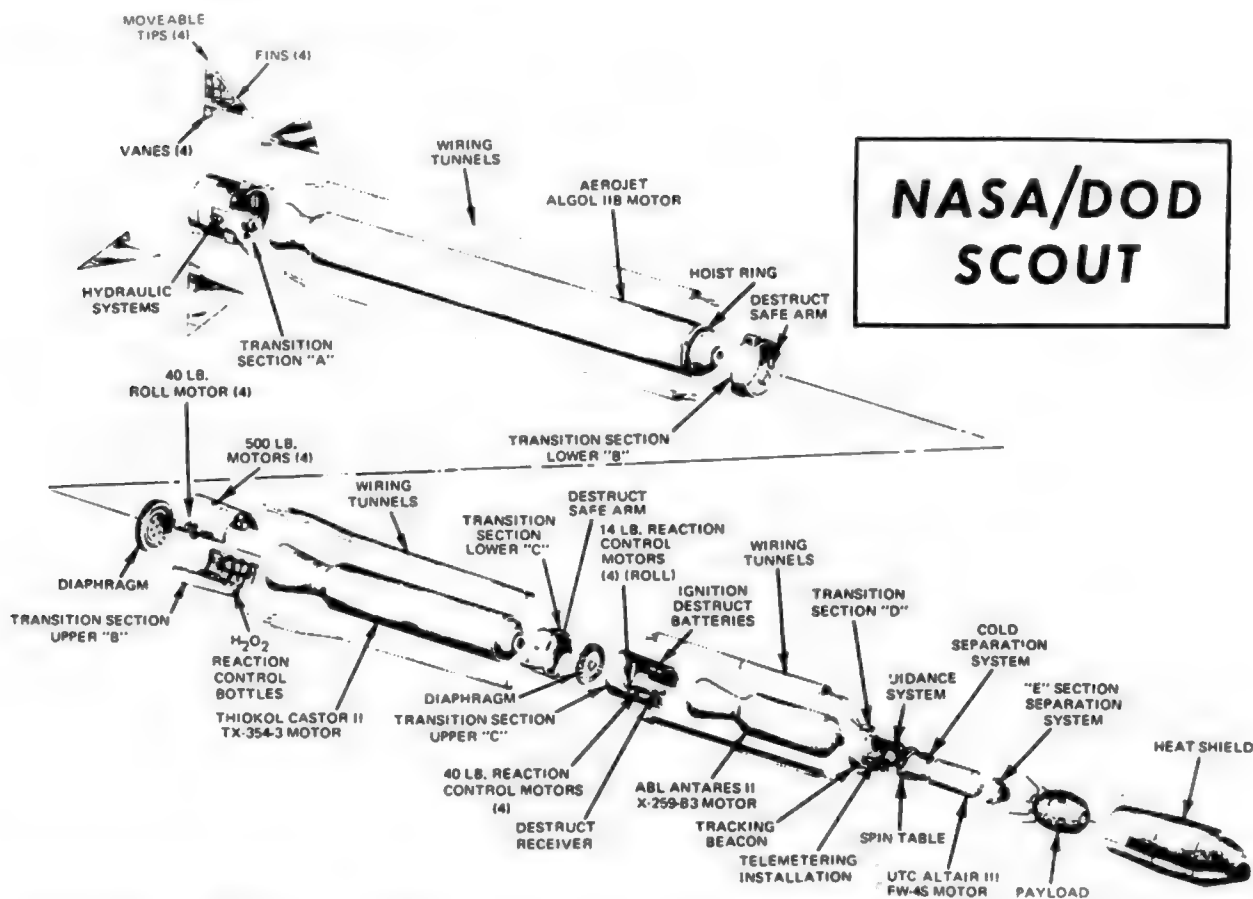 MOVEABLE
TIPS (4)
FINS (4)
VANES (4)
WIRING
TUNNELS
AEROJET
ALGOL IIB MOTOR
NASA/DOD
SCOUT
HOIST RING
DESTRUCT
SAFE ARM
HYDRAULIC
SYSTEMS
TRANSITION
SECTION "A"
40 LB.
ROLL MOTOR (4)
TRANSITION SECTION
LOWER "B"
500 LB.
MOTORS (4)
WIRING
TUNNELS
TRANSITION
SECTION
LOWER "C"
DESTRUCT
SAFE ARM
14 LB. REACTION
CONTROL
MOTORS
(4) (ROLL)
WIRING
TUNNELS
IGNITION
DESTRUCT
BATTERIES
TRANSITION
SECTION "D"
DIAPHRAGM
TRANSITION SECTION
UPPER "B"
H2O2
REACTION
CONTROL
BOTTLES
THIOKOL CASTOR II
TX-354-3 MOTOR
DIAPHRAGM
TRANSITION SECTION
UPPER "C"
COLD
SEPARATION
SYSTEM
UIDANCE
SYSTEM
"E" SECTION
SEPARATION
SYSTEM
HEAT SHIELD
40 LB. REACTION
CONTROL MOTORS
(4)
DESTRUCT
RECEIVER
ABL ANTARES II
X-259-B3 MOTOR
TRACKING
BEACON
TELEMETERING
INSTALLATION
SPIN TABLE
UTC ALTAIR III
FW-4S MOTOR
PAYLOAD